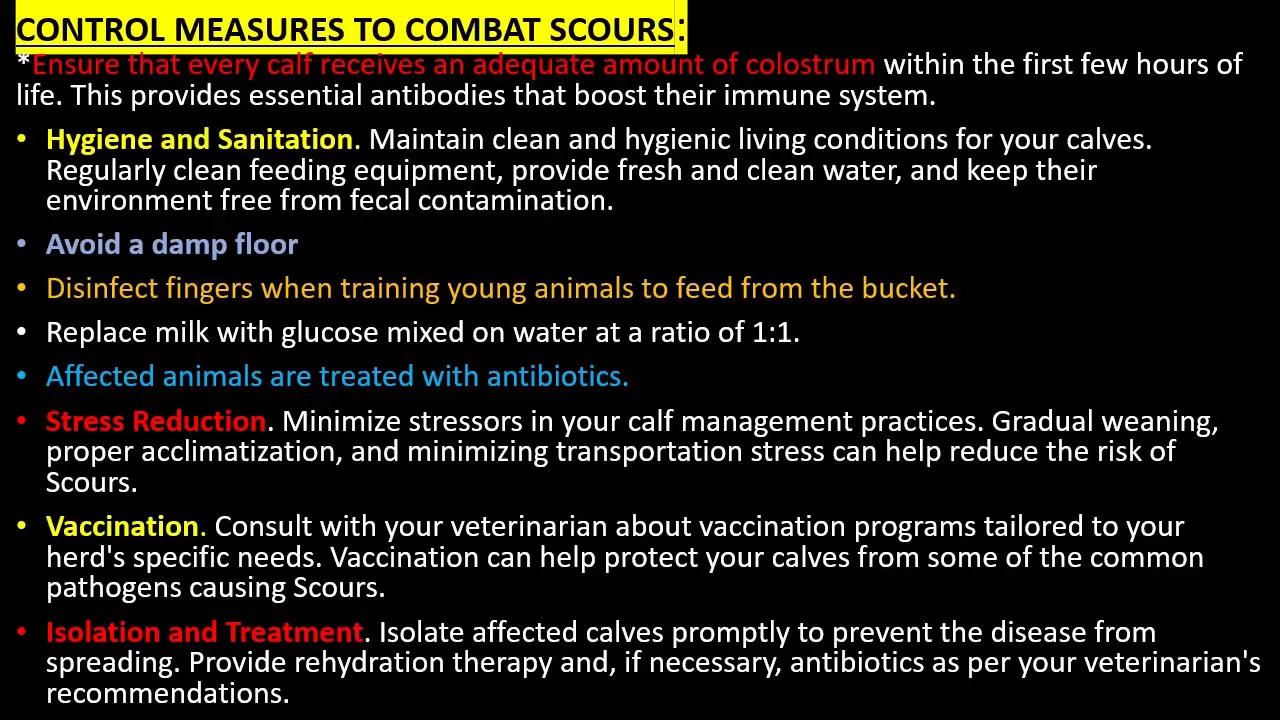 CONTROL MEASURES TO COMBAT SCOURS:
*Ensure that every calf receives an adequate amount of colostrum within the first few hours of
life. This provides essential antibodies that boost their immune system.
• Hygiene and Sanitation. Maintain clean and hygienic living conditions for your calves.
Regularly clean feeding equipment, provide fresh and clean water, and keep their
environment free from fecal contamination.
• Avoid a damp floor
• Disinfect fingers when training young animals to feed from the bucket.
• Replace milk with glucose mixed on water at a ratio of 1:1.
• Affected animals are treated with antibiotics.
• Stress Reduction. Minimize stressors in your calf management practices. Gradual weaning,
proper acclimatization, and minimizing transportation stress can help reduce the risk of
Scours.
• Vaccination. Consult with your veterinarian about vaccination programs tailored to your
herd's specific needs. Vaccination can help protect your calves from some of the common
pathogens causing Scours.
• Isolation and Treatment. Isolate affected calves promptly to prevent the disease from
spreading. Provide rehydration therapy and, if necessary, antibiotics as per your veterinarian's
recommendations.